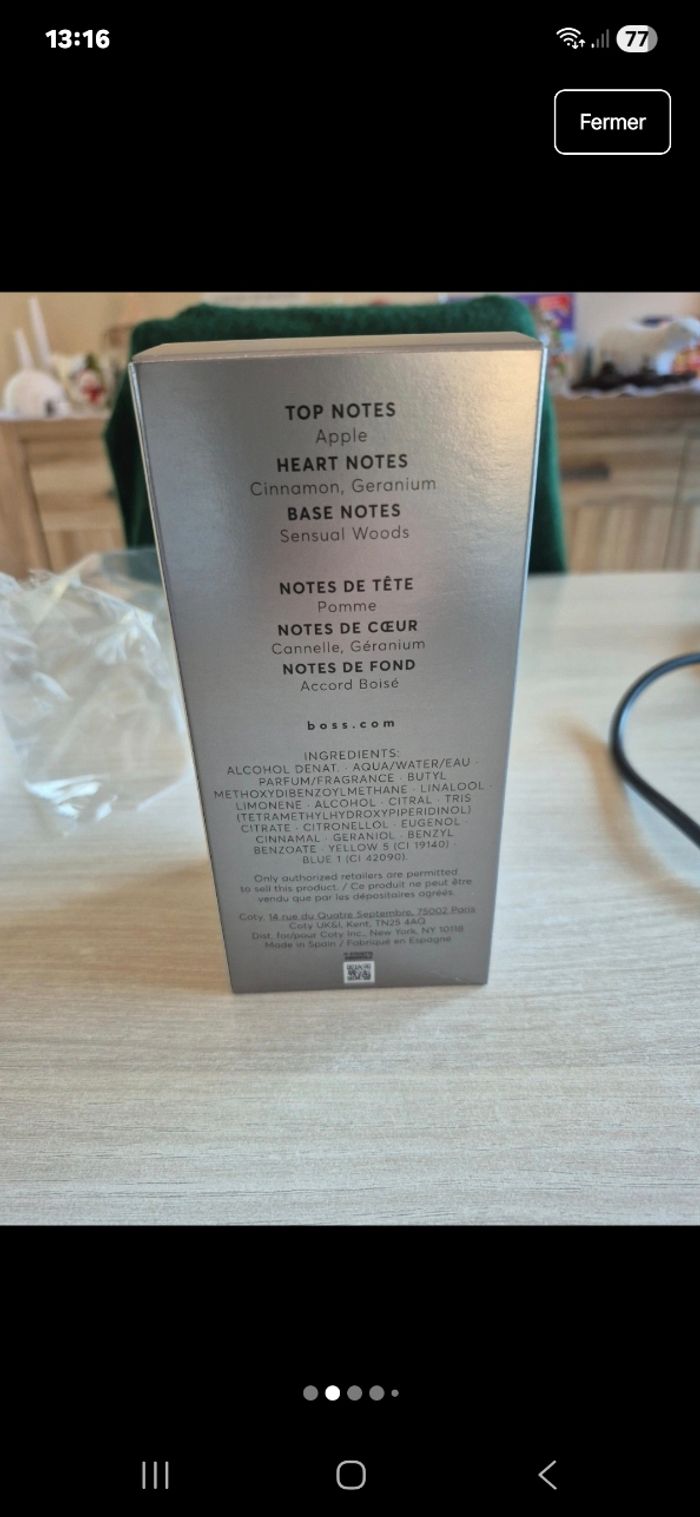 13:16
77
Fermer
TOP NOTES
Apple
HEART NOTES
Cinnamon, Geranium
BASE NOTES
Sensual Woods
NOTES DE TÊTE
Pomme
NOTES DE CŒUR
Cannelle, Géranium
NOTES DE FOND
Accord Boisé
boss.com
INGREDIENTS:
ALCOHOL DENAT. · AQUA/WATER/EAU ·
PARFUM/FRAGRANCE · BUTYL
METHOXYDIBENZOYLMETHANE · LINALOOL ·
LIMONENE · ALCOHOL · CITRAL · TRIS
(TETRAMETHYLHYDROXYPIPERIDINOL)
CITRATE · CITRONELLOL · EUGENOL ·
CINNAMAL · GERANIOL · BENZYL
BENZOATE · YELLOW 5 (CI 19140) ·
BLUE 1 (CI 42090).
Only authorized retailers are permitted
to sell this product. / Ce produit ne peut être
vendu que par les dépositaires agréés.
Coty, 14 rue du Quatre Septembre, 75002 Paris
Coty UK&I, Kent, TN25 4AQ
Dist. for/pour Coty Inc., New York, NY 10118
Made in Spain / Fabriqué en Espagne